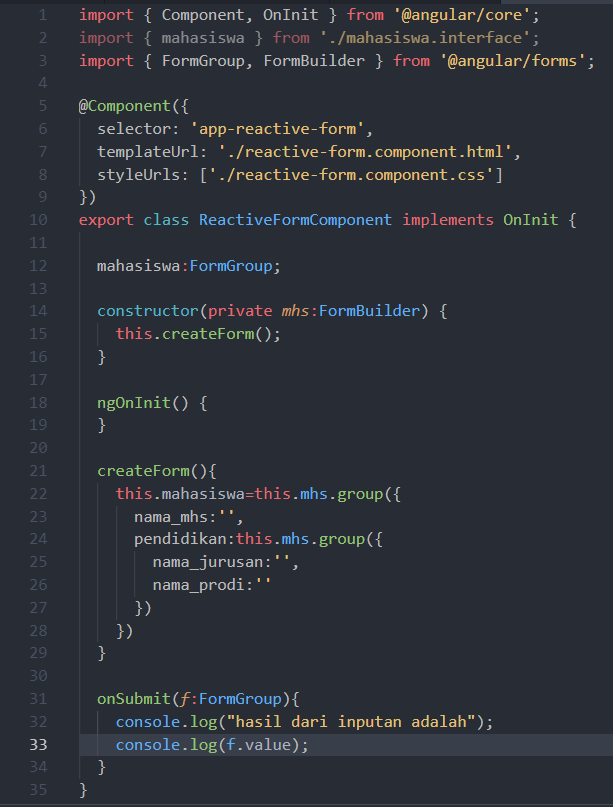 1 import { Component, OnInit } from '@angular/core';
2 import { mahasiswa } from './mahasiswa.interface';
3 import { FormGroup, FormBuilder } from '@angular/forms';
4
5 @Component({
6   selector: 'app-reactive-form',
7   templateUrl: './reactive-form.component.html',
8   styleUrls: ['./reactive-form.component.css']
9 })
10 export class ReactiveFormComponent implements OnInit {
11
12   mahasiswa:FormGroup;
13
14   constructor(private mhs:FormBuilder) {
15     this.createForm();
16   }
17
18   ngOnInit() {
19   }
20
21   createForm(){
22     this.mahasiswa=this.mhs.group({
23       nama_mhs:'',
24       pendidikan:this.mhs.group({
25         nama_jurusan:'',
26         nama_prodi:''
27       })
28     })
29   }
30
31   onSubmit(f:FormGroup){
32     console.log("hasil dari inputan adalah");
33     console.log(f.value);
34   }
35 }